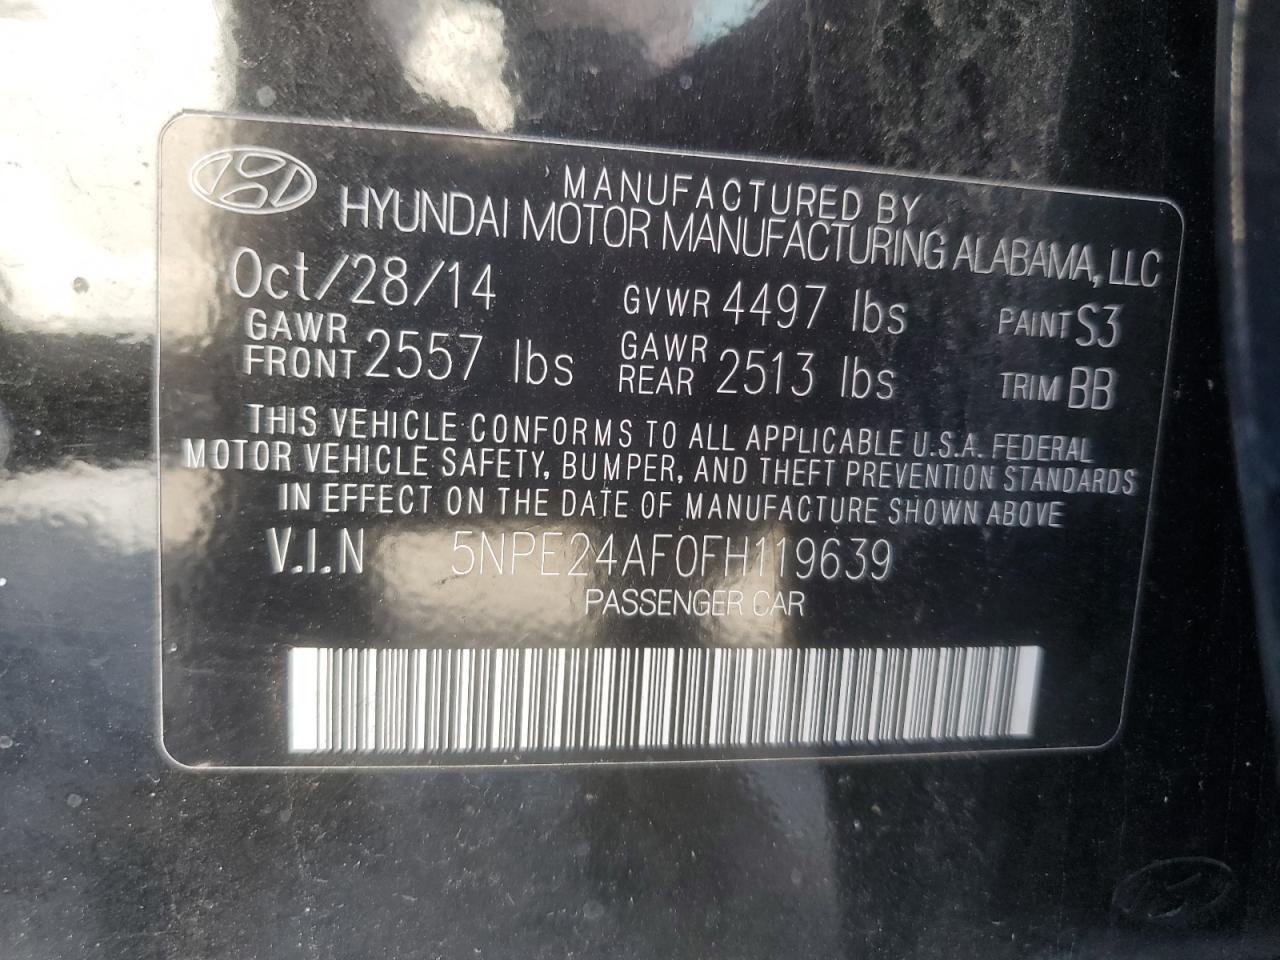 MANUFACTURED BY
HYUNDAI MOTOR MANUFACTURING ALABAMA, LLC
Oct/28/14 GVWR 4497 lbs PAINT S3
GAWR FRONT 2557 lbs GAWR REAR 2513 lbs TRIM BB
THIS VEHICLE CONFORMS TO ALL APPLICABLE U.S.A. FEDERAL
MOTOR VEHICLE SAFETY, BUMPER, AND THEFT PREVENTION STANDARDS
IN EFFECT ON THE DATE OF MANUFACTURE SHOWN ABOVE
V.I.N 5NPE24AF0FH119639
PASSENGER CAR